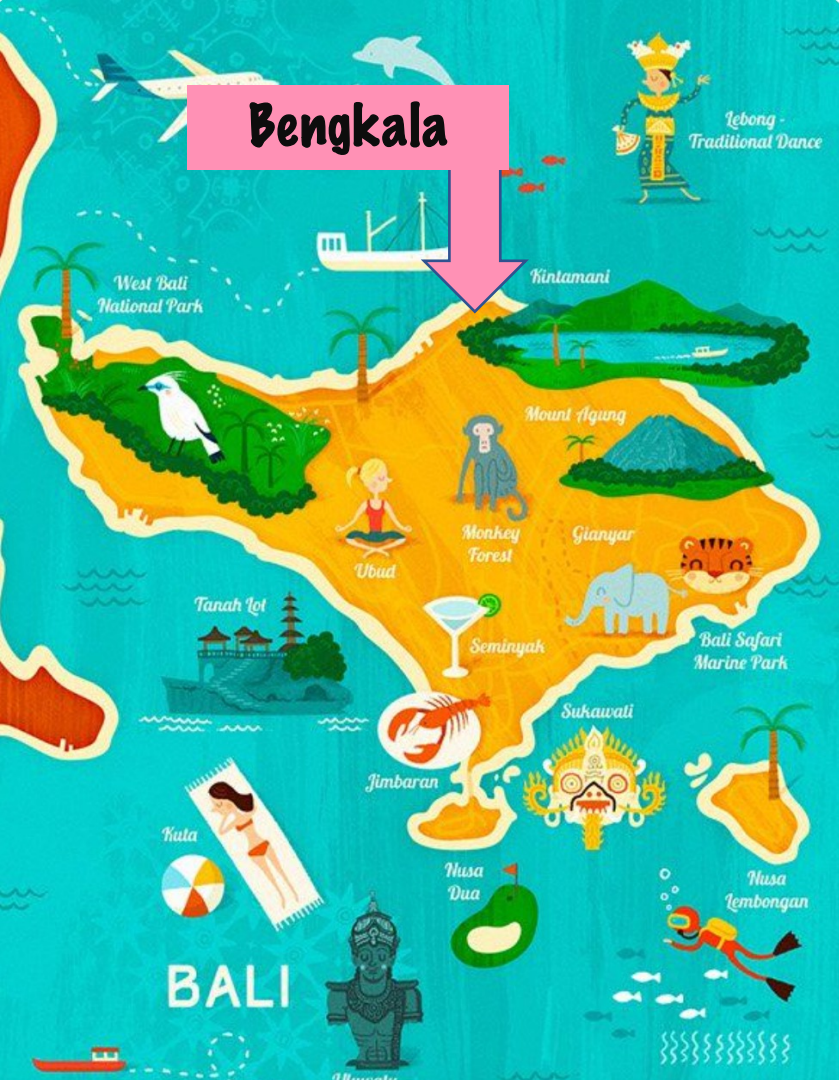 Bengkala
Lebong -
Traditional Dance
Kintamani
West Bali
National Park
Mount Agung
Monkey
Forest
Gianyar
Ubud
Tanah Lot
Seminyak
Bali Safari
Marine Park
Sukawati
Jimbaran
Kuta
Nusa
Dua
Nusa
Lembongan
BALI